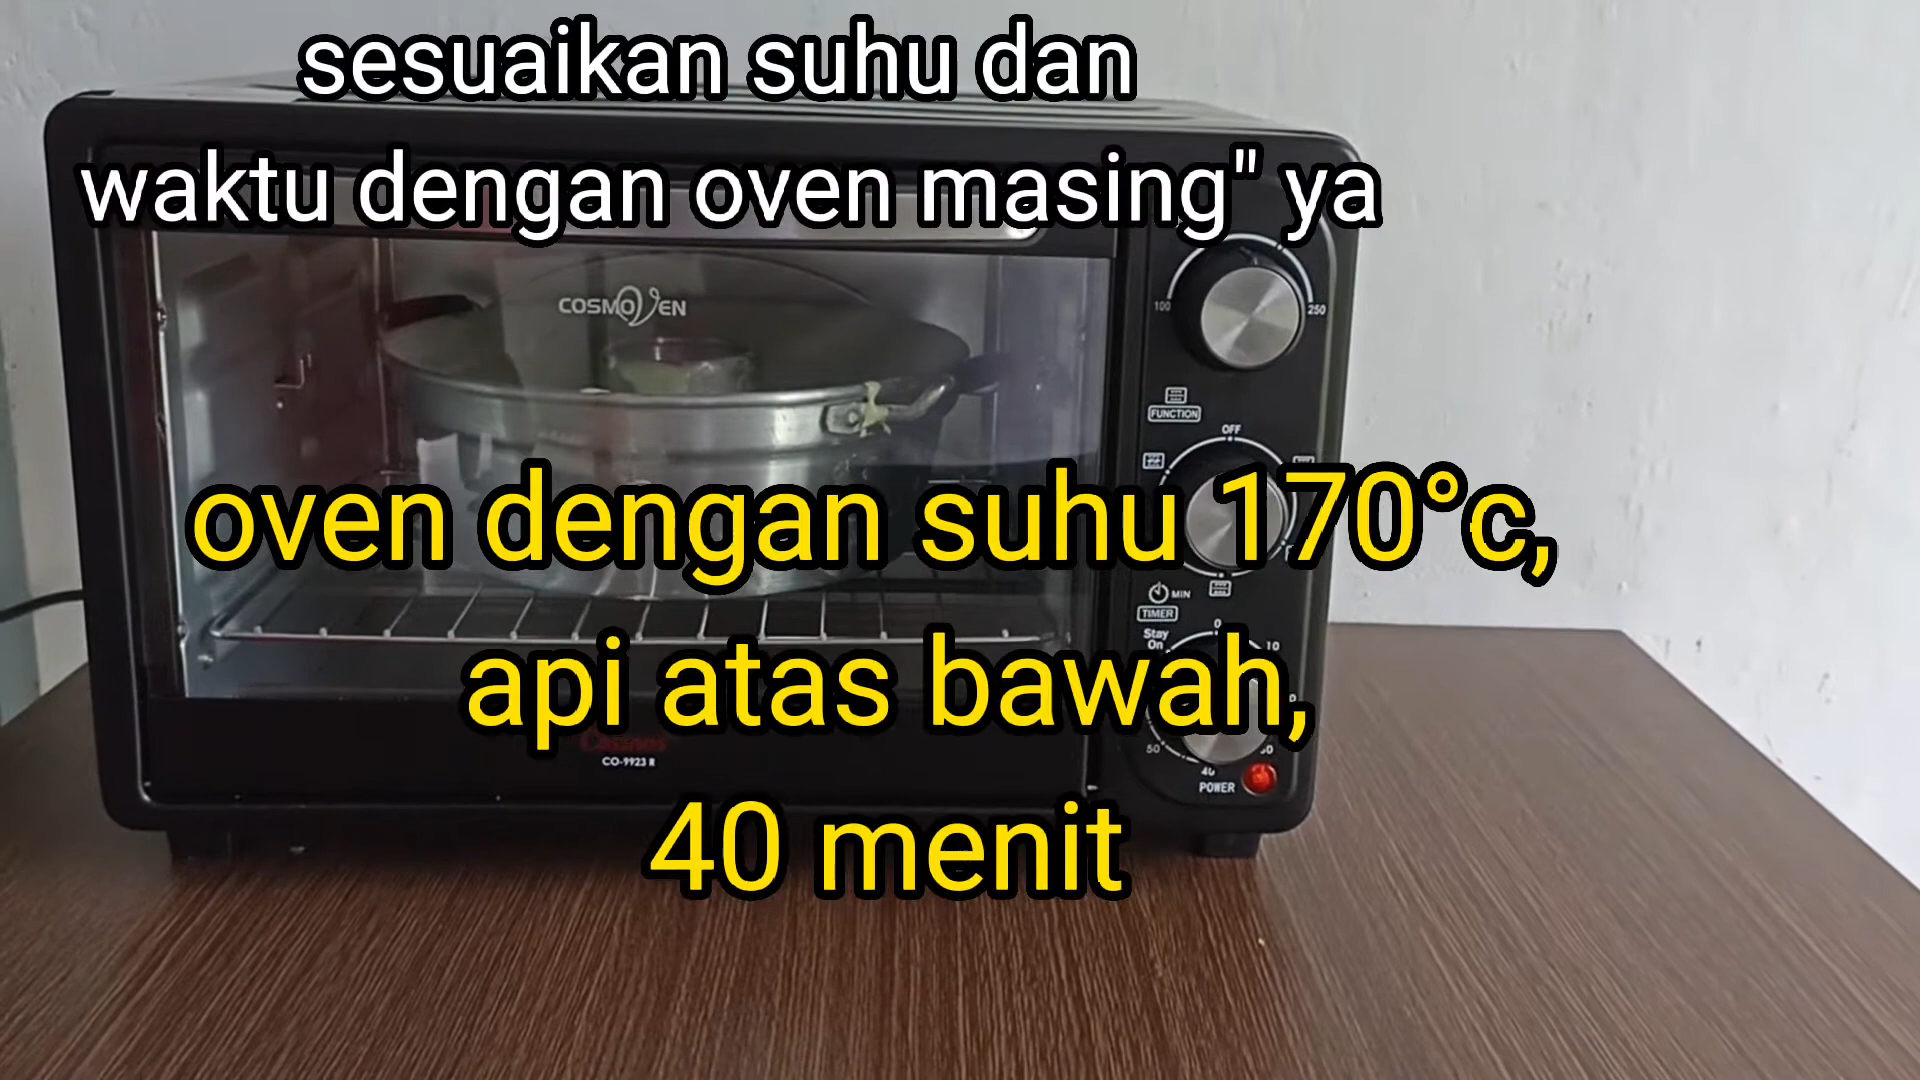 sesuaikan suhu dan
waktu dengan oven masing" ya
COSMOVEN
100
250
FUNCTION
OFF
oven dengan suhu 170°c,
MIN
TIMER
0
Stay
On
10
api atas bawah,
Cosmos
CO-9923 R
50
40
POWER
40 menit